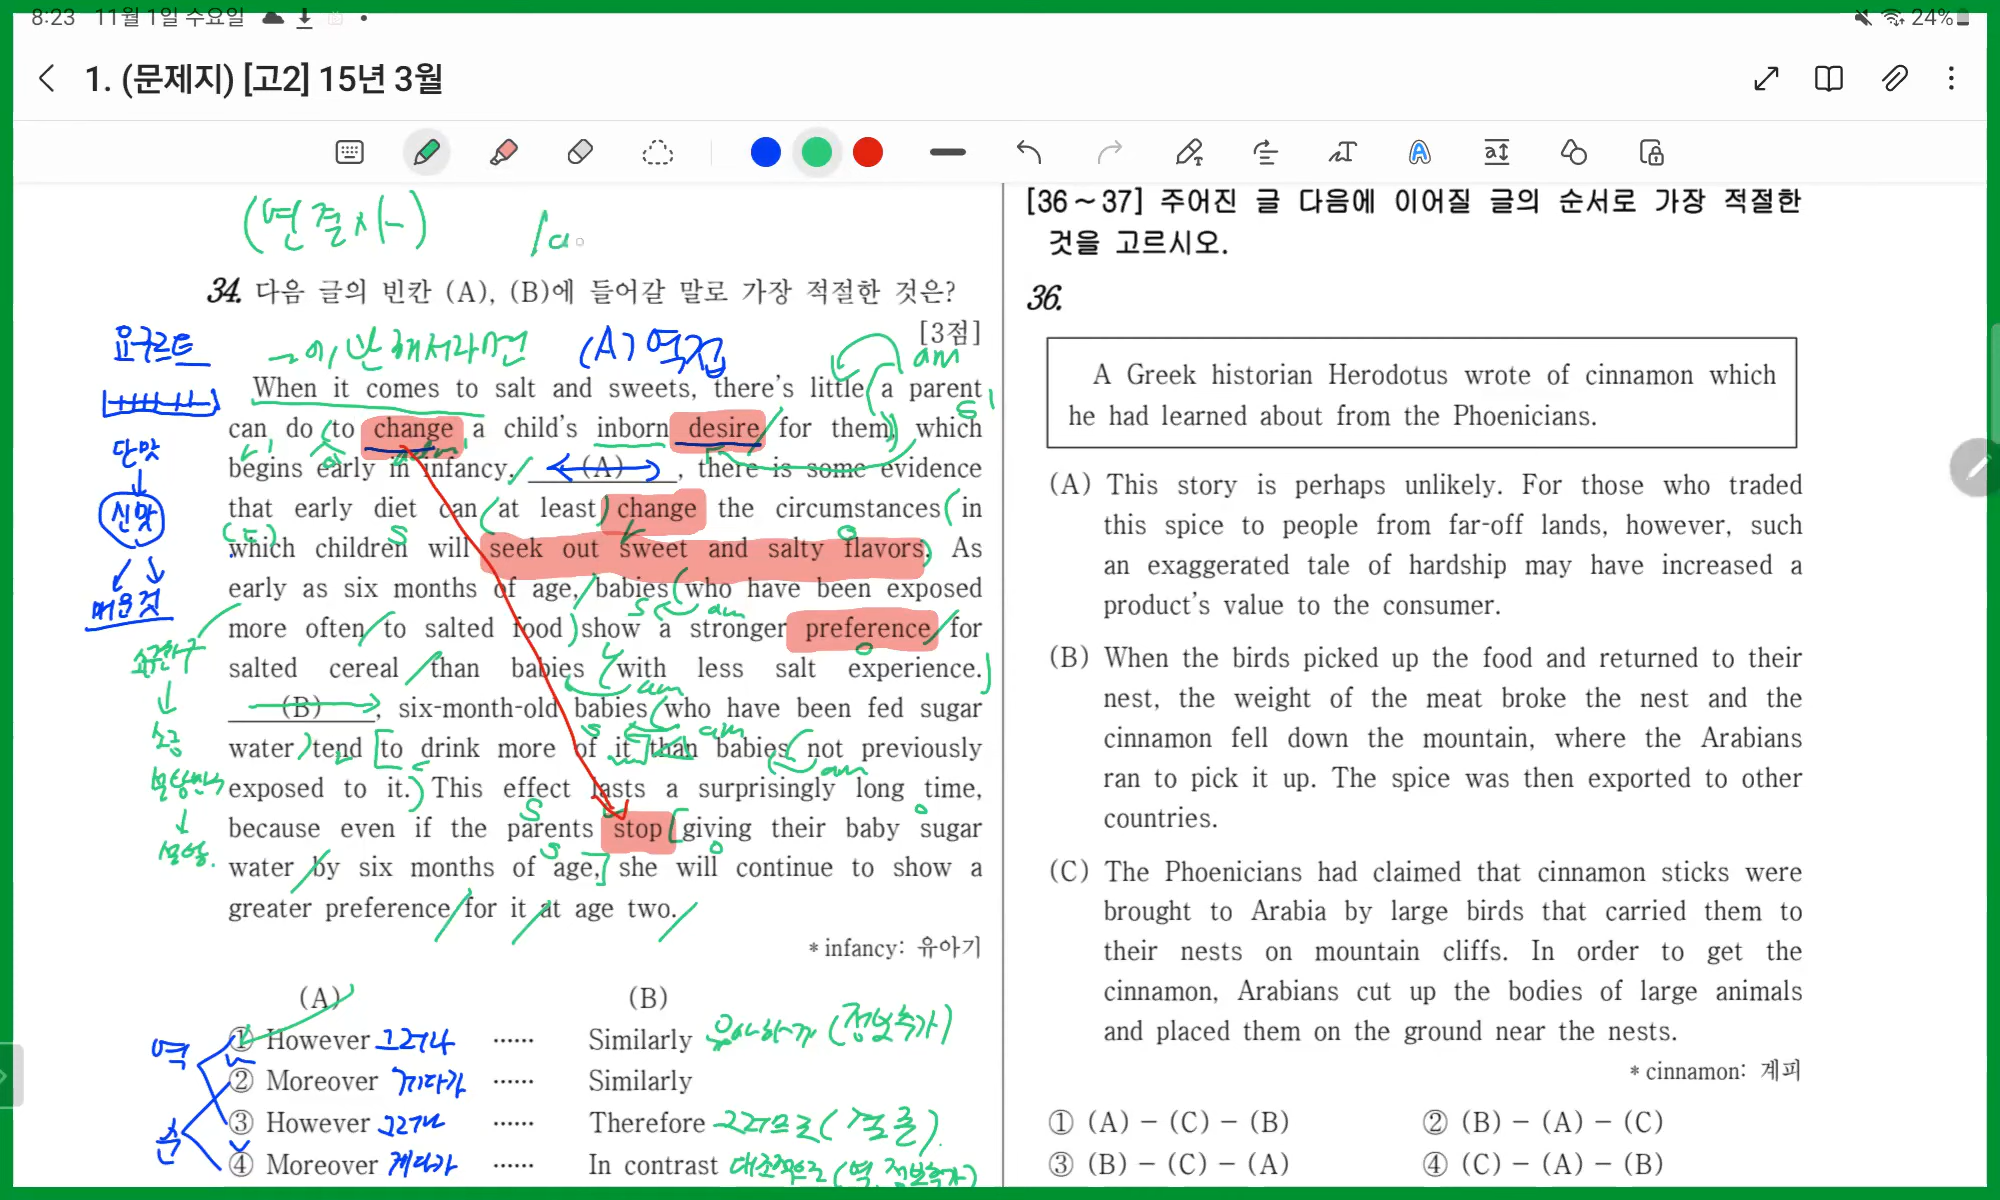 8:23 11월 1일 수요일
24%
1. (문제지) [고2] 15년 3월
(연결사)
34. 다음 글의 빈칸 (A), (B)에 들어갈 말로 가장 적절한 것은?
[3점]
요구르트
~에 반해서라면
(A) 역접
am
When it comes to salt and sweets, there's little a parent
can do to change a child's inborn desire for them, which
begins early in infancy. (A) , there is some evidence
that early diet can at least change the circumstances in
which children will seek out sweet and salty flavors. As
early as six months of age, babies who have been exposed
more often to salted food show a stronger preference for
salted cereal than babies with less salt experience.
(B) , six-month-old babies who have been fed sugar
water tend to drink more of it than babies not previously
exposed to it. This effect lasts a surprisingly long time,
because even if the parents stop giving their baby sugar
water by six months of age, she will continue to show a
greater preference for it at age two.
단맛
신맛
매운것
소금
* infancy: 유아기
(A) (B)
① However 그러나 ······ Similarly 유사하게 (정보추가)
② Moreover 게다가 ······ Similarly
③ However 그러나 ······ Therefore 그러므로 (결론)
④ Moreover 게다가 ······ In contrast 대조적으로 (역, 정보추가)
역
순
[36~37] 주어진 글 다음에 이어질 글의 순서로 가장 적절한
것을 고르시오.
36.
A Greek historian Herodotus wrote of cinnamon which
he had learned about from the Phoenicians.
(A) This story is perhaps unlikely. For those who traded
this spice to people from far-off lands, however, such
an exaggerated tale of hardship may have increased a
product's value to the consumer.
(B) When the birds picked up the food and returned to their
nest, the weight of the meat broke the nest and the
cinnamon fell down the mountain, where the Arabians
ran to pick it up. The spice was then exported to other
countries.
(C) The Phoenicians had claimed that cinnamon sticks were
brought to Arabia by large birds that carried them to
their nests on mountain cliffs. In order to get the
cinnamon, Arabians cut up the bodies of large animals
and placed them on the ground near the nests.
* cinnamon: 계피
① (A) - (C) - (B) ② (B) - (A) - (C)
③ (B) - (C) - (A) ④ (C) - (A) - (B)